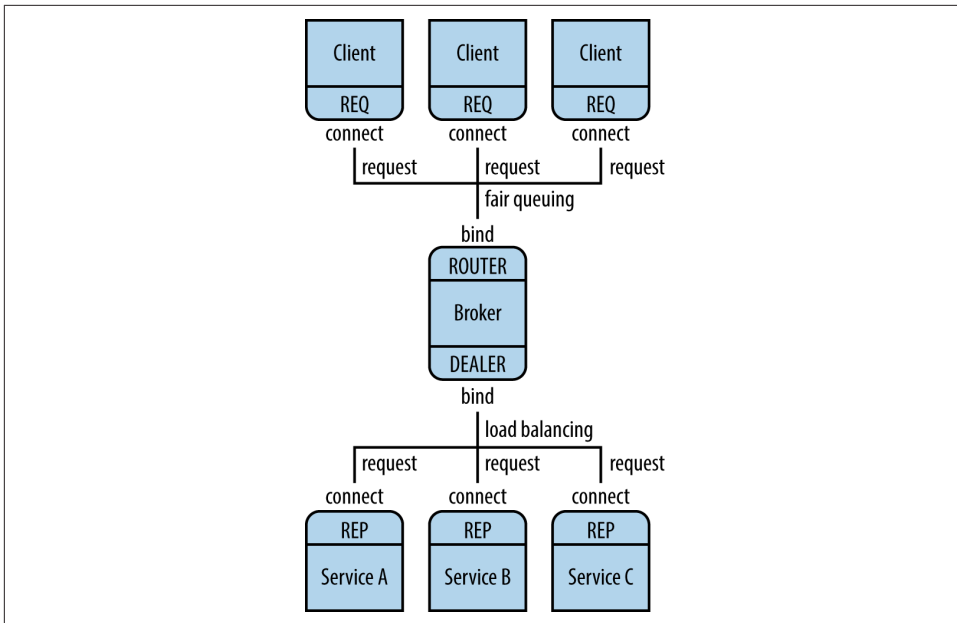 Client Client Client
REQ REQ REQ
connect connect connect
request request request
fair queuing
bind
ROUTER
Broker
DEALER
bind
load balancing
request request request
connect connect connect
REP REP REP
Service A Service B Service C